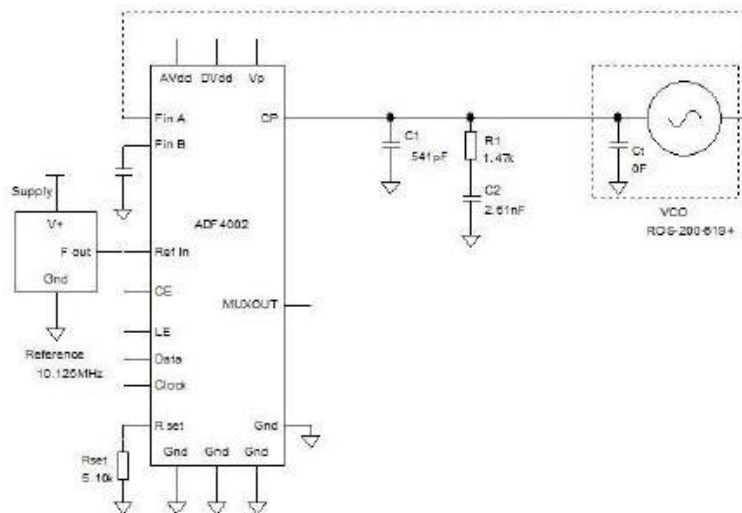 AVdd DVdd Vp
Fin A
CP
Fin B
C1
541pF
R1
1.47k
Ct
0F
C2
2.61nF
Supply
V+
F out
Gnd
ADF4002
VCO
ROS-200-619+
Ref In
CE
MUXOUT
LE
Reference
10.125MHz
Data
Clock
R set
Gnd
Rset
5.10k
Gnd Gnd Gnd